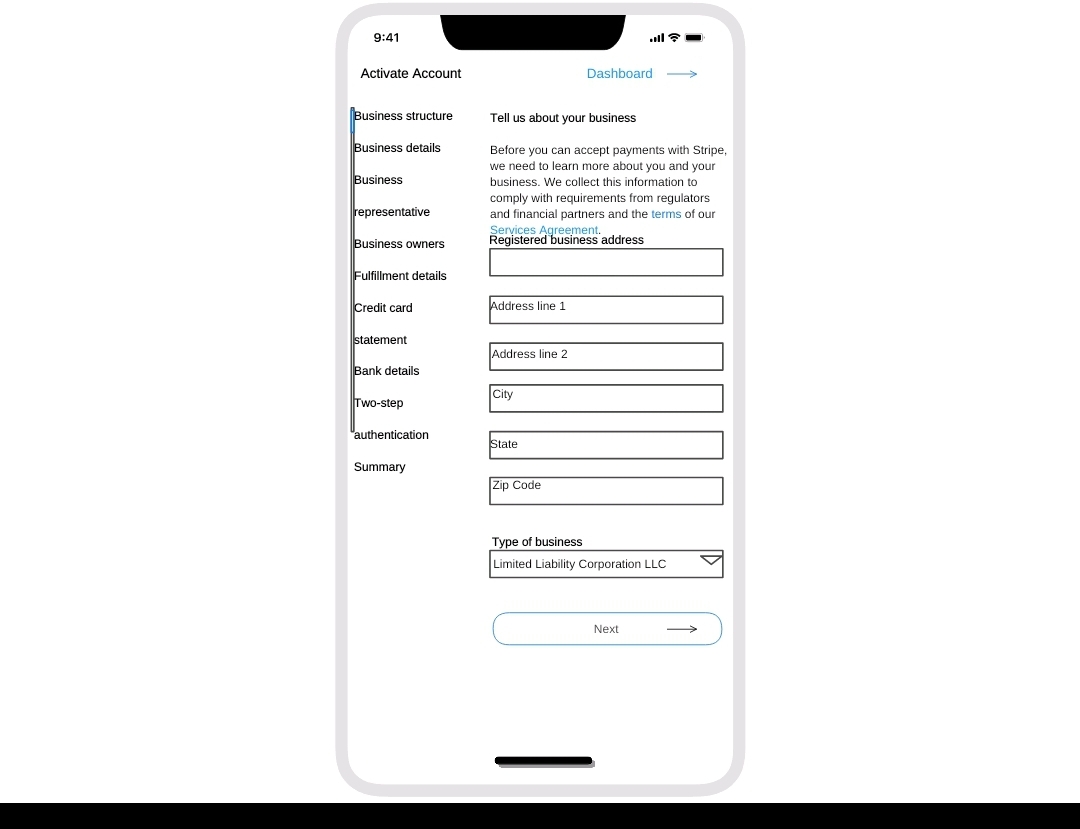 9:41
Activate Account
Dashboard
Business structure
Business details
Business
representative
Business owners
Fulfillment details
Credit card
statement
Bank details
Two-step
authentication
Summary
Tell us about your business
Before you can accept payments with Stripe,
we need to learn more about you and your
business. We collect this information to
comply with requirements from regulators
and financial partners and the terms of our
Services Agreement.
Registered business address
Address line 1
Address line 2
City
State
Zip Code
Type of business
Limited Liability Corporation LLC
Next